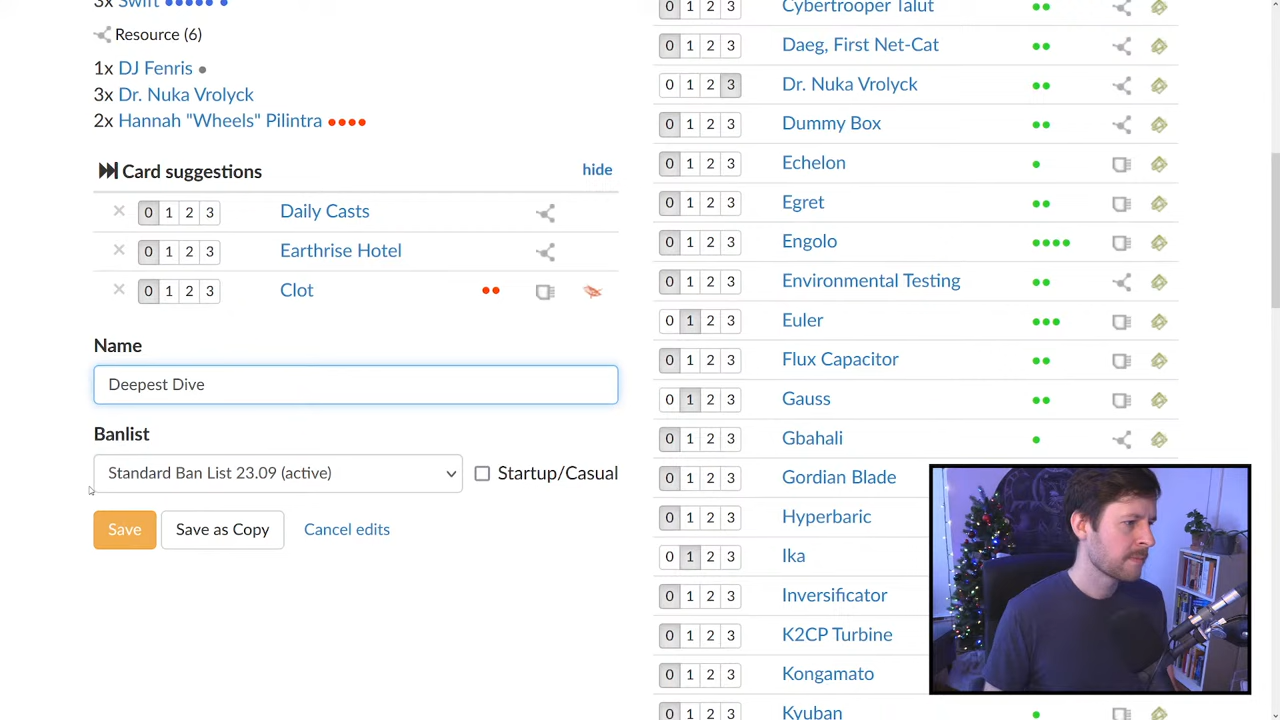 3x Swift
Resource (6)
1x DJ Fenris
3x Dr. Nuka Vrolyck
2x Hannah "Wheels" Pilintra
Card suggestions
hide
0 1 2 3 Daily Casts
0 1 2 3 Earthrise Hotel
0 1 2 3 Clot
Name
Deepest Dive
Banlist
Standard Ban List 23.09 (active)
Startup/Casual
Save
Save as Copy
Cancel edits
0 1 2 3 Cybertrooper Talut
0 1 2 3 Daeg, First Net-Cat
0 1 2 3 Dr. Nuka Vrolyck
0 1 2 3 Dummy Box
0 1 2 3 Echelon
0 1 2 3 Egret
0 1 2 3 Engolo
0 1 2 3 Environmental Testing
0 1 2 3 Euler
0 1 2 3 Flux Capacitor
0 1 2 3 Gauss
0 1 2 3 Gbahali
0 1 2 3 Gordian Blade
0 1 2 3 Hyperbaric
0 1 2 3 Ika
0 1 2 3 Inversificator
0 1 2 3 K2CP Turbine
0 1 2 3 Kongamato
0 1 2 3 Kyuban